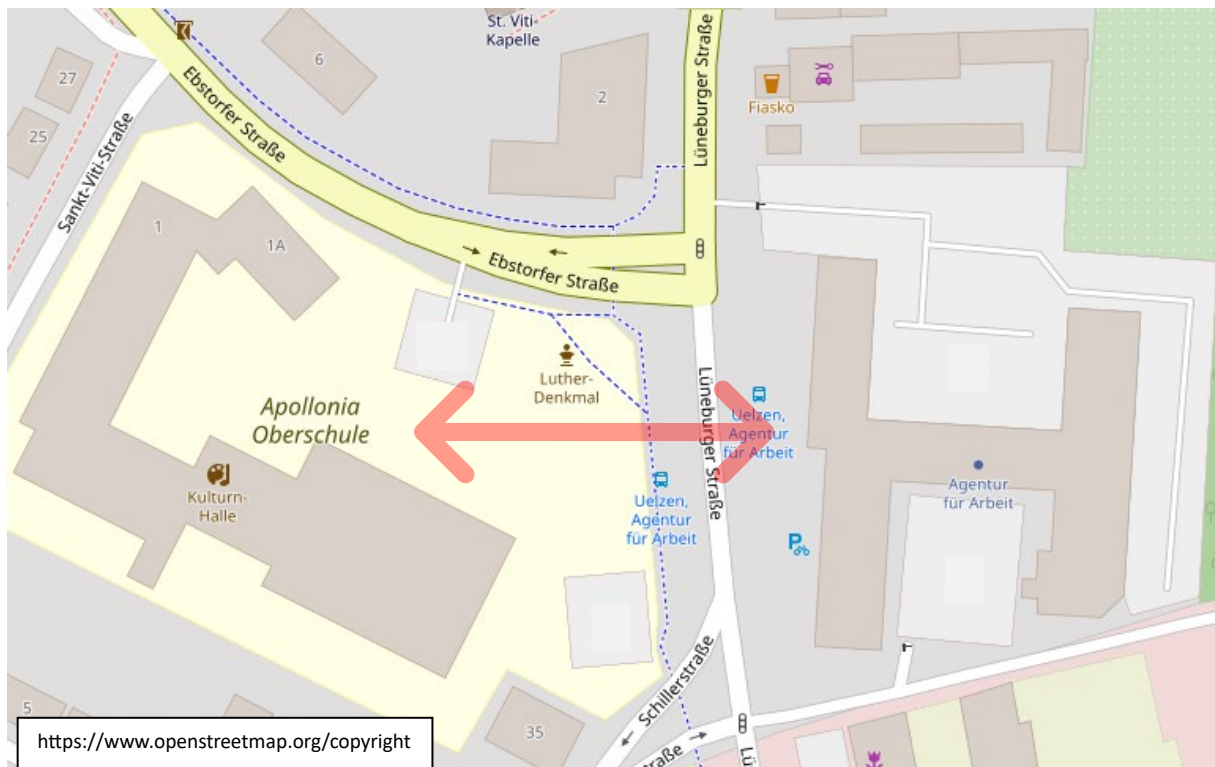 St. Viti-
Kapelle
27
6
2
Lüneburger Straße
Fiasko
Ebstorfer Straße
25
Sankt-Viti-Straße
1
1A
Ebstorfer Straße
Luther-
Denkmal
Apollonia
Oberschule
Lüneburger Straße
Uelzen,
Agentur
für Arbeit
Kulturn-
Halle
Uelzen,
Agentur
für Arbeit
Agentur
für Arbeit
P
Schillerstraße
5
35
raße
Lü
https://www.openstreetmap.org/copyright